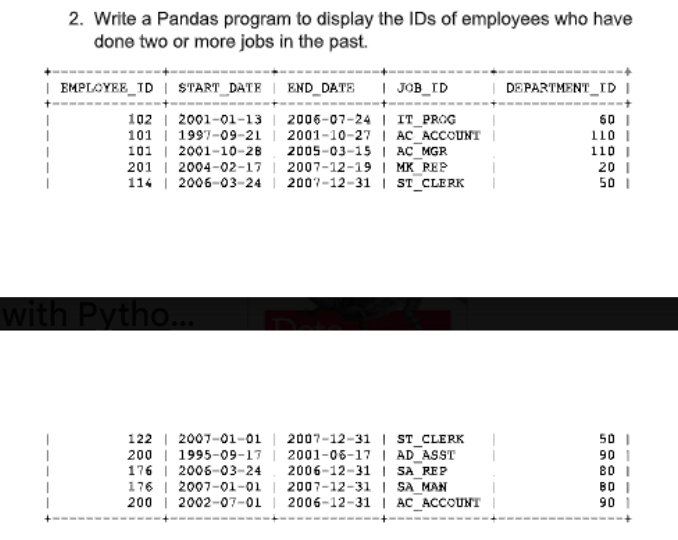 2. Write a Pandas program to display the IDs of employees who have
done two or more jobs in the past.
| EMPLOYEE_ID | START_DATE | END_DATE | JOB_ID | DEPARTMENT_ID |
| 102 | 2001-01-13 | 2006-07-24 | IT_PROG | 60 |
| 101 | 1997-09-21 | 2001-10-27 | AC_ACCOUNT | 110 |
| 101 | 2001-10-28 | 2005-03-15 | AC_MGR | 110 |
| 201 | 2004-02-17 | 2007-12-19 | MK_REP | 20 |
| 114 | 2006-03-24 | 2007-12-31 | ST_CLERK | 50 |
with Pytho...
| 122 | 2007-01-01 | 2007-12-31 | ST_CLERK | 50 |
| 200 | 1995-09-17 | 2001-06-17 | AD_ASST | 90 |
| 176 | 2006-03-24 | 2006-12-31 | SA_REP | 80 |
| 176 | 2007-01-01 | 2007-12-31 | SA_MAN | 80 |
| 200 | 2002-07-01 | 2006-12-31 | AC_ACCOUNT | 90 |